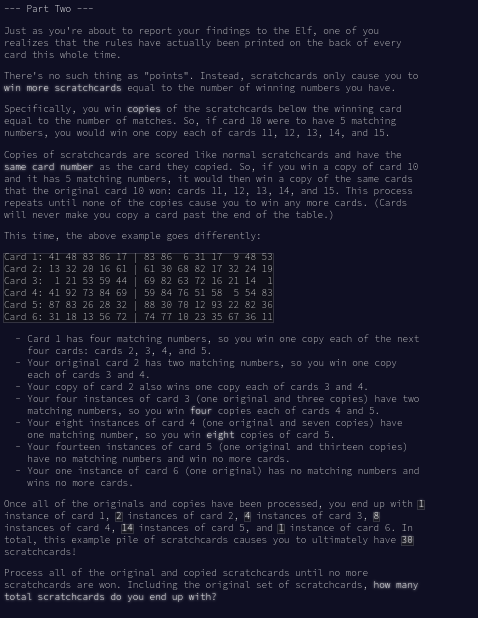 --- Part Two ---
Just as you're about to report your findings to the Elf, one of you
realizes that the rules have actually been printed on the back of every
card this whole time.
There's no such thing as "points". Instead, scratchcards only cause you to
win more scratchcards equal to the number of winning numbers you have.
Specifically, you win copies of the scratchcards below the winning card
equal to the number of matches. So, if card 10 were to have 5 matching
numbers, you would win one copy each of cards 11, 12, 13, 14, and 15.
Copies of scratchcards are scored like normal scratchcards and have the
same card number as the card they copied. So, if you win a copy of card 10
and it has 5 matching numbers, it would then win a copy of the same cards
that the original card 10 won: cards 11, 12, 13, 14, and 15. This process
repeats until none of the copies cause you to win any more cards. (Cards
will never make you copy a card past the end of the table.)
This time, the above example goes differently:
Card 1: 41 48 83 86 17 | 83 86  6 31 17  9 48 53
Card 2: 13 32 20 16 61 | 61 30 68 82 17 32 24 19
Card 3:  1 21 53 59 44 | 69 82 63 72 16 21 14  1
Card 4: 41 92 73 84 69 | 59 84 76 51 58  5 54 83
Card 5: 87 83 26 28 32 | 88 30 70 12 93 22 82 36
Card 6: 31 18 13 56 72 | 74 77 10 23 35 67 36 11
- Card 1 has four matching numbers, so you win one copy each of the next
four cards: cards 2, 3, 4, and 5.
- Your original card 2 has two matching numbers, so you win one copy
each of cards 3 and 4.
- Your copy of card 2 also wins one copy each of cards 3 and 4.
- Your four instances of card 3 (one original and three copies) have two
matching numbers, so you win four copies each of cards 4 and 5.
- Your eight instances of card 4 (one original and seven copies) have
one matching number, so you win eight copies of card 5.
- Your fourteen instances of card 5 (one original and thirteen copies)
have no matching numbers and win no more cards.
- Your one instance of card 6 (one original) has no matching numbers and
wins no more cards.
Once all of the originals and copies have been processed, you end up with 1
instance of card 1, 2 instances of card 2, 4 instances of card 3, 8
instances of card 4, 14 instances of card 5, and 1 instance of card 6. In
total, this example pile of scratchcards causes you to ultimately have 30
scratchcards!
Process all of the original and copied scratchcards until no more
scratchcards are won. Including the original set of scratchcards, how many
total scratchcards do you end up with?